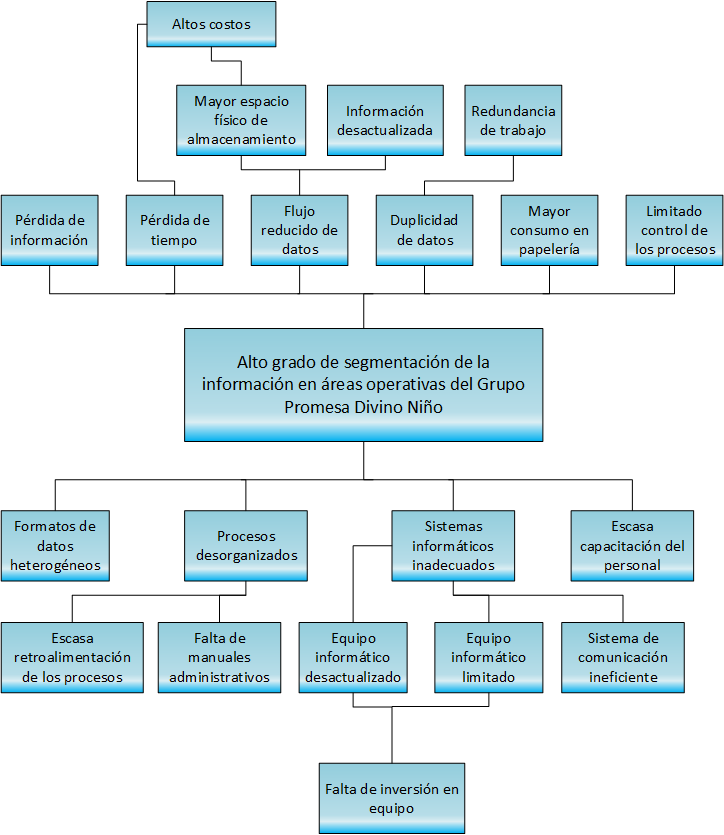 Altos costos
Mayor espacio
físico de
almacenamiento
Información
desactualizada
Redundancia
de trabajo
Pérdida de
información
Pérdida de
tiempo
Flujo
reducido de
datos
Duplicidad
de datos
Mayor
consumo en
papelería
Limitado
control de
los procesos
Alto grado de segmentación de la
información en áreas operativas del Grupo
Promesa Divino Niño
Formatos de
datos
heterogéneos
Procesos
desorganizados
Sistemas
informáticos
inadecuados
Escasa
capacitación del
personal
Escasa
retroalimentación
de los procesos
Falta de
manuales
administrativos
Equipo
informático
desactualizado
Equipo
informático
limitado
Sistema de
comunicación
ineficiente
Falta de inversión en
equipo